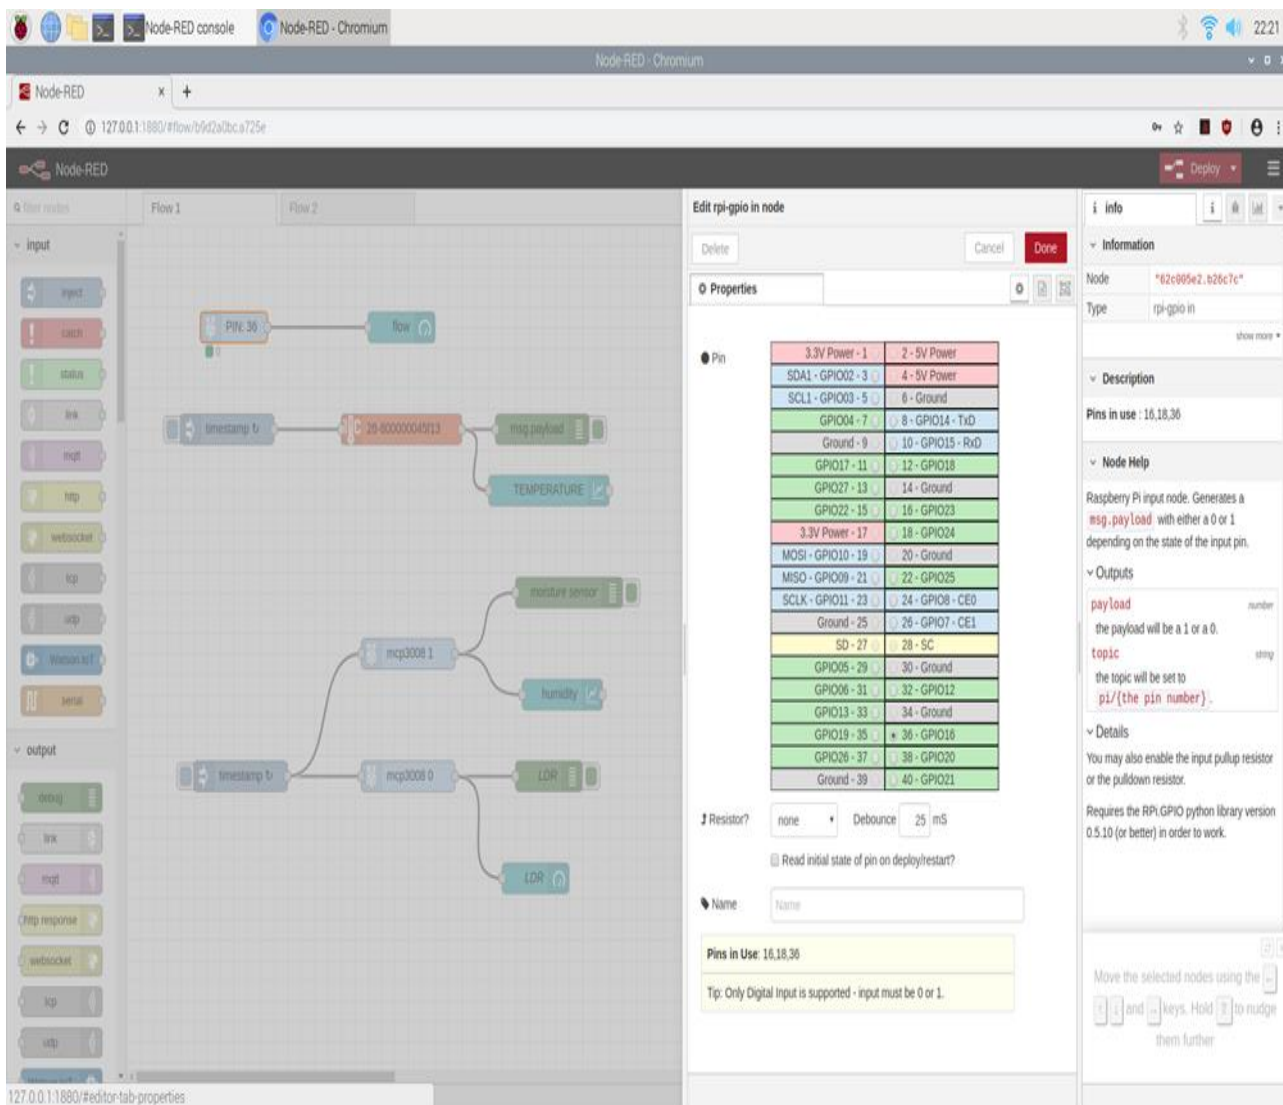 Node-RED console
Node-RED - Chromium
22:21
Node-RED - Chromium
Node-RED
127.0.0.1:1880/#flow/b9d2a0bc.a725e
Node-RED
Deploy
filter nodes
input
inject
catch
status
link
mqtt
http
websocket
tcp
udp
Watson IoT
serial
output
debug
link
mqtt
http response
websocket
tcp
udp
Watson IoT
Flow 1
Flow 2
PIN: 36
flow
timestamp
msg.payload
TEMPERATURE
moisture sensor
mcp3008 1
humidity
timestamp
mcp3008 0
LDR
LDR
Edit rpi-gpio in node
Delete
Cancel
Done
Properties
Pin
3.3V Power - 1
2 - 5V Power
SDA1 - GPIO02 - 3
4 - 5V Power
SCL1 - GPIO03 - 5
6 - Ground
GPIO04 - 7
8 - GPIO14 - TxD
Ground - 9
10 - GPIO15 - RxD
GPIO17 - 11
12 - GPIO18
GPIO27 - 13
14 - Ground
GPIO22 - 15
16 - GPIO23
3.3V Power - 17
18 - GPIO24
MOSI - GPIO10 - 19
20 - Ground
MISO - GPIO09 - 21
22 - GPIO25
SCLK - GPIO11 - 23
24 - GPIO8 - CE0
Ground - 25
26 - GPIO7 - CE1
SD - 27
28 - SC
GPIO05 - 29
30 - Ground
GPIO06 - 31
32 - GPIO12
GPIO13 - 33
34 - Ground
GPIO19 - 35
36 - GPIO16
GPIO26 - 37
38 - GPIO20
Ground - 39
40 - GPIO21
Resistor?
none
Debounce
25
mS
Read initial state of pin on deploy/restart?
Name
Name
Pins in Use: 16,18,36
Tip: Only Digital Input is supported - input must be 0 or 1.
info
Information
Node
"62c005e2.b26c7c"
Type
rpi-gpio in
show more
Description
Pins in use : 16,18,36
Node Help
Raspberry Pi input node. Generates a
msg.payload with either a 0 or 1
depending on the state of the input pin.
Outputs
payload
number
the payload will be a 1 or a 0.
topic
string
the topic will be set to
pi/{the pin number}.
Details
You may also enable the input pullup resistor
or the pulldown resistor.
Requires the RPi.GPIO python library version
0.5.10 (or better) in order to work.
Move the selected nodes using the
and keys. Hold to nudge
them further
127.0.0.1:1880/#editor-tab-properties